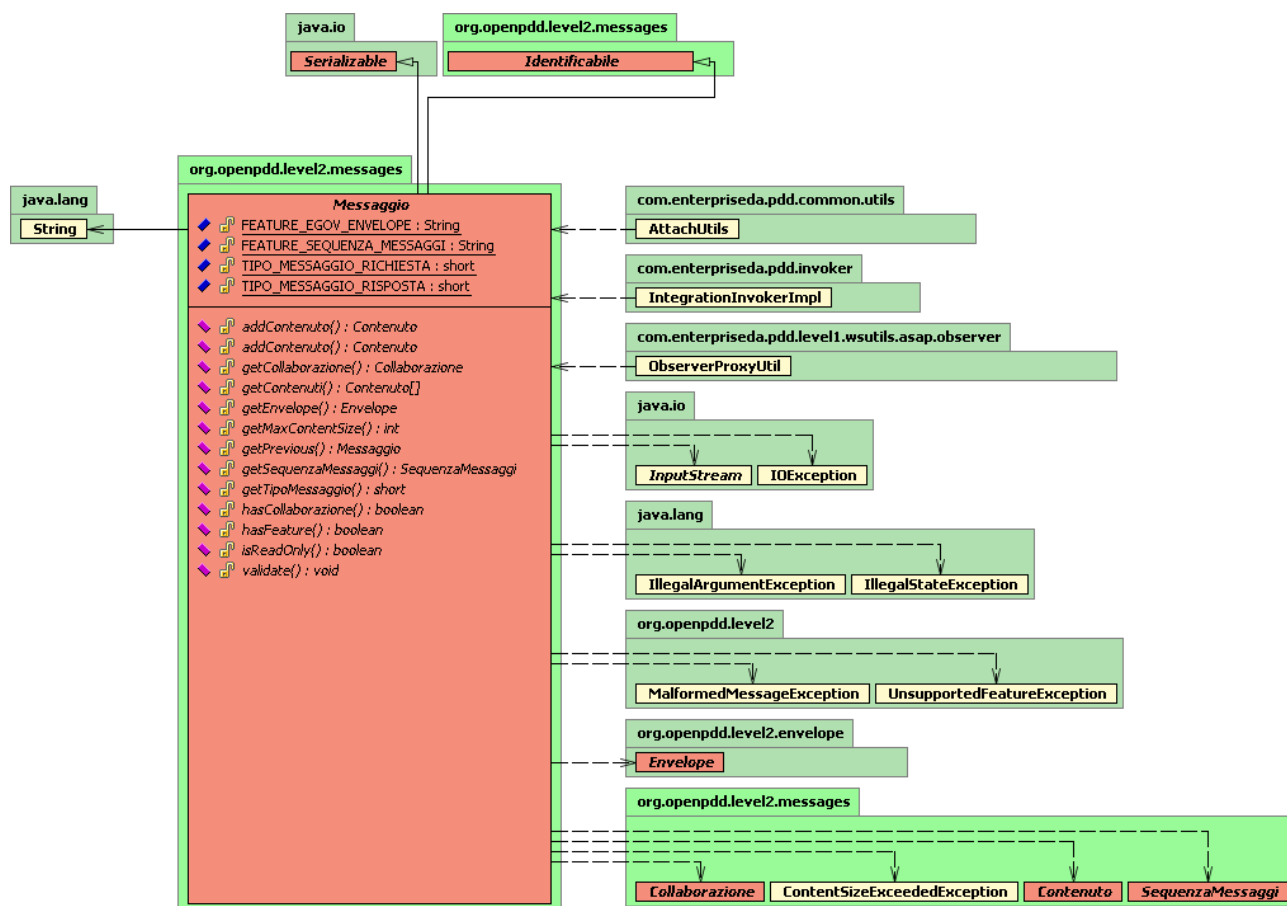 java.io
Serializable
org.openpdd.level2.messages
Identificabile
java.lang
String
org.openpdd.level2.messages
Messaggio
FEATURE_EGOV_ENVELOPE : String
FEATURE_SEQUENZA_MESSAGGI : String
TIPO_MESSAGGIO_RICHIESTA : short
TIPO_MESSAGGIO_RISPOSTA : short
addContenuto() : Contenuto
addContenuto() : Contenuto
getCollaborazione() : Collaborazione
getContenuti() : Contenuto[]
getEnvelope() : Envelope
getMaxContentSize() : int
getPrevious() : Messaggio
getSequenzaMessaggi() : SequenzaMessaggi
getTipoMessaggio() : short
hasCollaborazione() : boolean
hasFeature() : boolean
isReadOnly() : boolean
validate() : void
com.enterpriseda.pdd.common.utils
AttachUtils
com.enterpriseda.pdd.invoker
IntegrationInvokerImpl
com.enterpriseda.pdd.level1.wsutils.asap.observer
ObserverProxyUtil
java.io
InputStream
IOException
java.lang
IllegalArgumentException
IllegalStateException
org.openpdd.level2
MalformedMessageException
UnsupportedFeatureException
org.openpdd.level2.envelope
Envelope
org.openpdd.level2.messages
Collaborazione
ContentSizeExceededException
Contenuto
SequenzaMessaggi